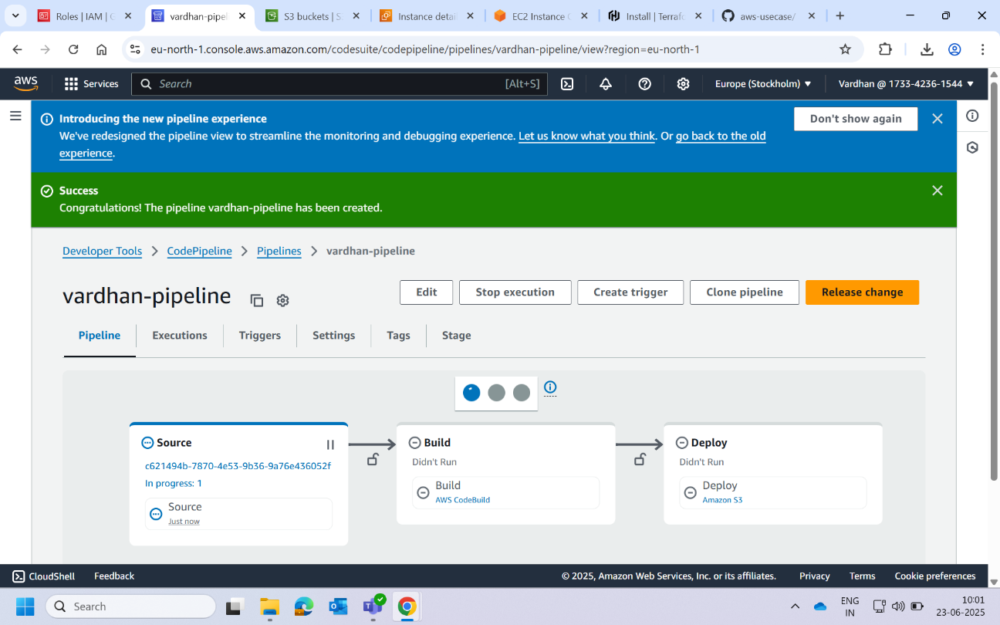 Roles | IAM | G
vardhan-pipel
S3 buckets | S
Instance detail
EC2 Instance C
Install | Terrafo
aws-usecase/
eu-north-1.console.aws.amazon.com/codesuite/codepipeline/pipelines/vardhan-pipeline/view?region=eu-north-1
aws
Services
Search
[Alt+S]
Europe (Stockholm)
Vardhan @ 1733-4236-1544
Introducing the new pipeline experience
We've redesigned the pipeline view to streamline the monitoring and debugging experience. Let us know what you think. Or go back to the old
experience.
Don't show again
Success
Congratulations! The pipeline vardhan-pipeline has been created.
Developer Tools
CodePipeline
Pipelines
vardhan-pipeline
vardhan-pipeline
Edit
Stop execution
Create trigger
Clone pipeline
Release change
Pipeline
Executions
Triggers
Settings
Tags
Stage
Source
c621494b-7870-4e53-9b36-9a76e436052f
In progress: 1
Source
Just now
Build
Didn't Run
Build
AWS CodeBuild
Deploy
Didn't Run
Deploy
Amazon S3
CloudShell
Feedback
© 2025, Amazon Web Services, Inc. or its affiliates.
Privacy
Terms
Cookie preferences
Search
ENG
IN
10:01
23-06-2025